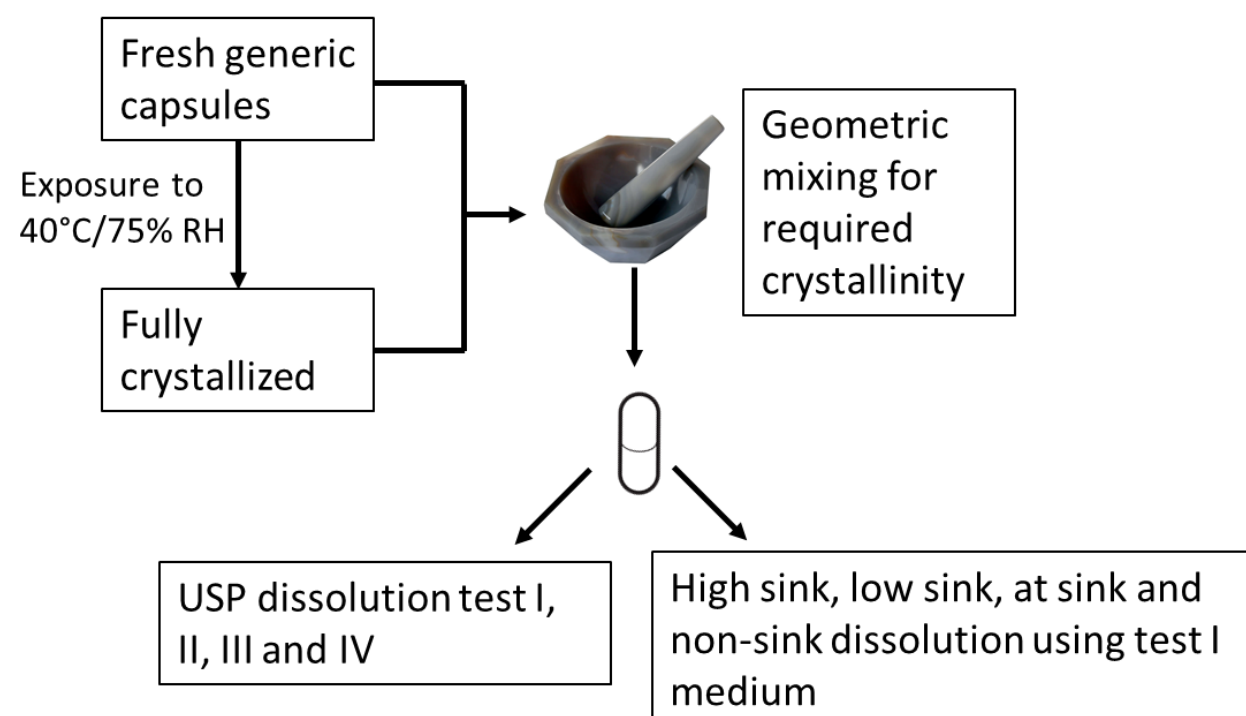 Fresh generic
capsules
Exposure to
40°C/75% RH
Fully
crystallized
Geometric
mixing for
required
crystallinity
USP dissolution test I,
II, III and IV
High sink, low sink, at sink and
non-sink dissolution using test I
medium